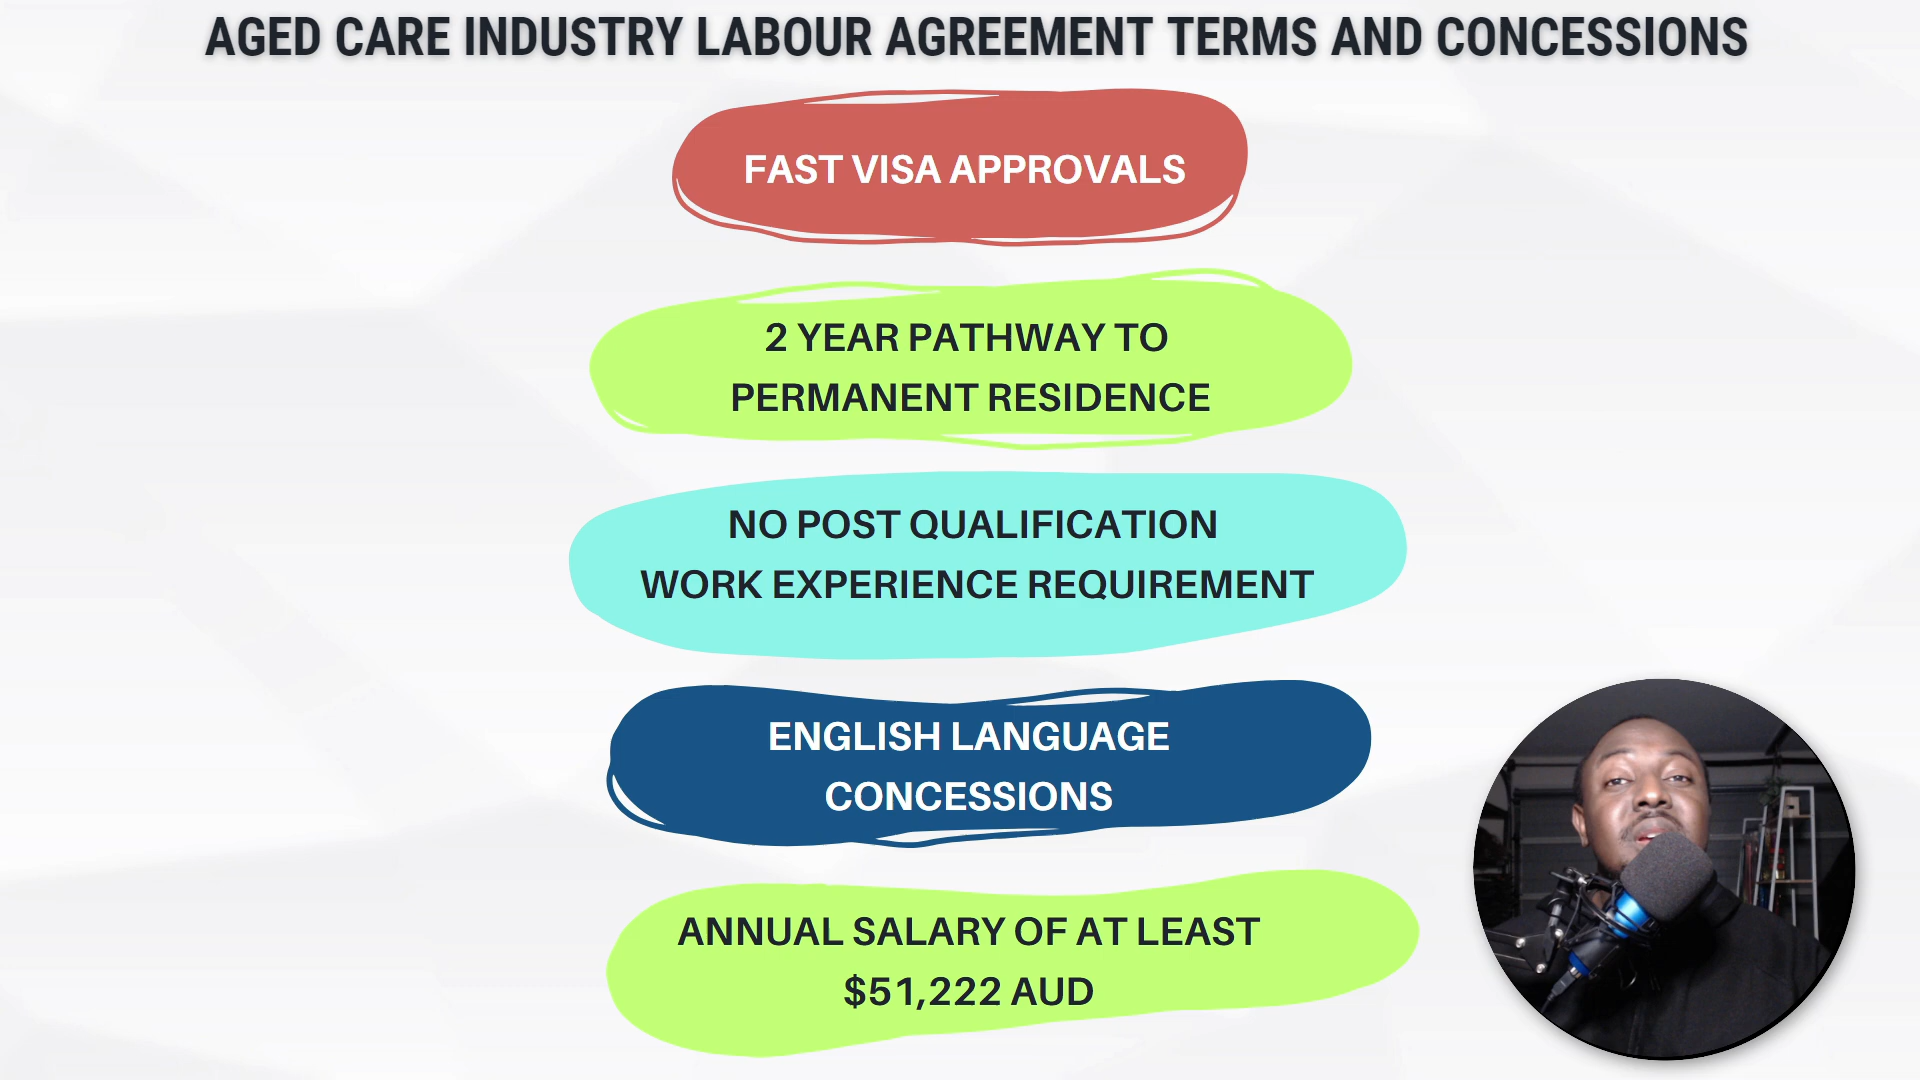 AGED CARE INDUSTRY LABOUR AGREEMENT TERMS AND CONCESSIONS
FAST VISA APPROVALS
2 YEAR PATHWAY TO
PERMANENT RESIDENCE
NO POST QUALIFICATION
WORK EXPERIENCE REQUIREMENT
ENGLISH LANGUAGE
CONCESSIONS
ANNUAL SALARY OF AT LEAST
$51,222 AUD